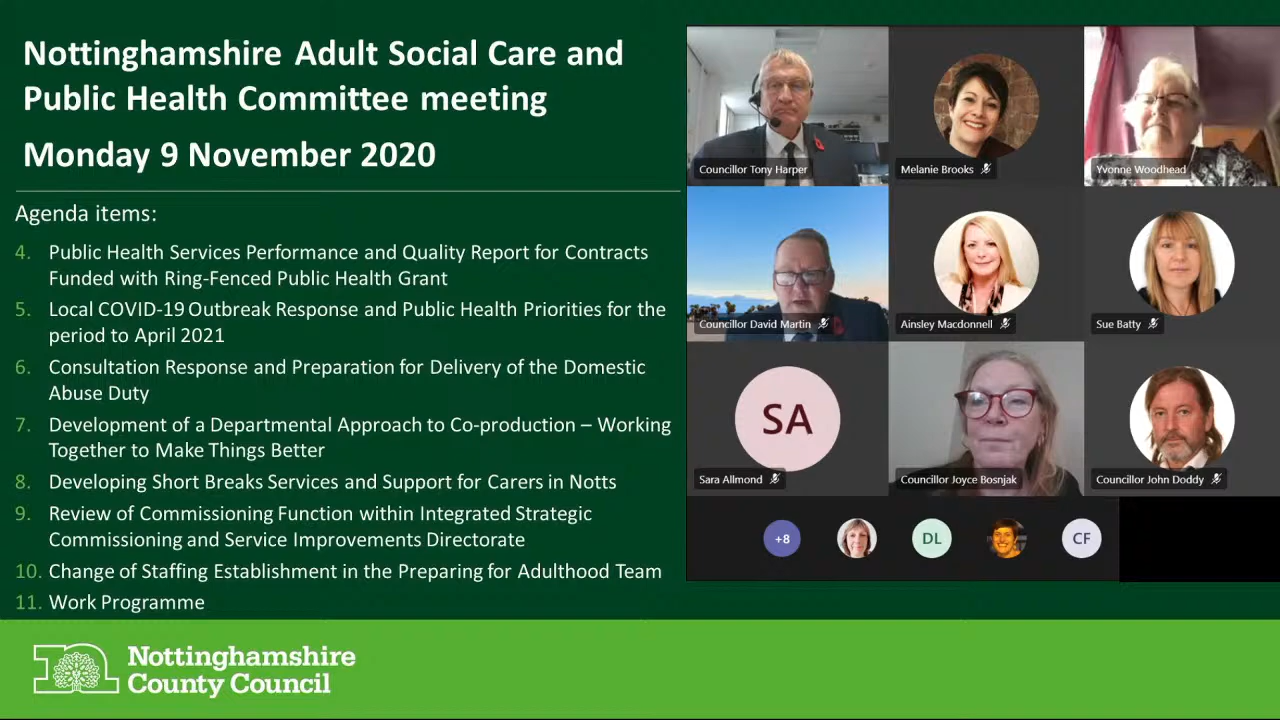 Nottinghamshire Adult Social Care and
Public Health Committee meeting
Monday 9 November 2020
Agenda items:
4. Public Health Services Performance and Quality Report for Contracts
Funded with Ring-Fenced Public Health Grant
5. Local COVID-19 Outbreak Response and Public Health Priorities for the
period to April 2021
6. Consultation Response and Preparation for Delivery of the Domestic
Abuse Duty
7. Development of a Departmental Approach to Co-production – Working
Together to Make Things Better
8. Developing Short Breaks Services and Support for Carers in Notts
9. Review of Commissioning Function within Integrated Strategic
Commissioning and Service Improvements Directorate
10. Change of Staffing Establishment in the Preparing for Adulthood Team
11. Work Programme
Councillor Tony Harper
Melanie Brooks
Yvonne Woodhead
Councillor David Martin
Ainsley Macdonnell
Sue Batty
SA
Sara Allmond
Councillor Joyce Bosnjak
Councillor John Doddy
+8
DL
CF
Nottinghamshire
County Council